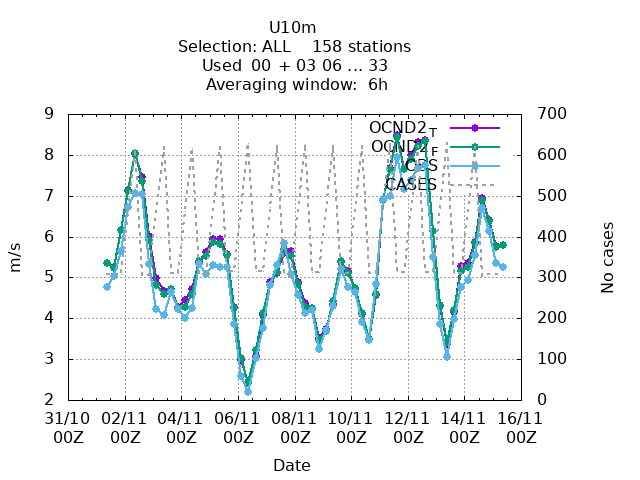 U10m
Selection: ALL 158 stations
Used 00 + 03 06 ... 33
Averaging window: 6h
9 700
OCND2T
OCND2F
OBS
CASES
8 600
7 500
6 400
5 300
4 200
3 100
2 0
m/s
No cases
31/10 02/11 04/11 06/11 08/11 10/11 12/11 14/11 16/11
00Z 00Z 00Z 00Z 00Z 00Z 00Z 00Z 00Z
Date